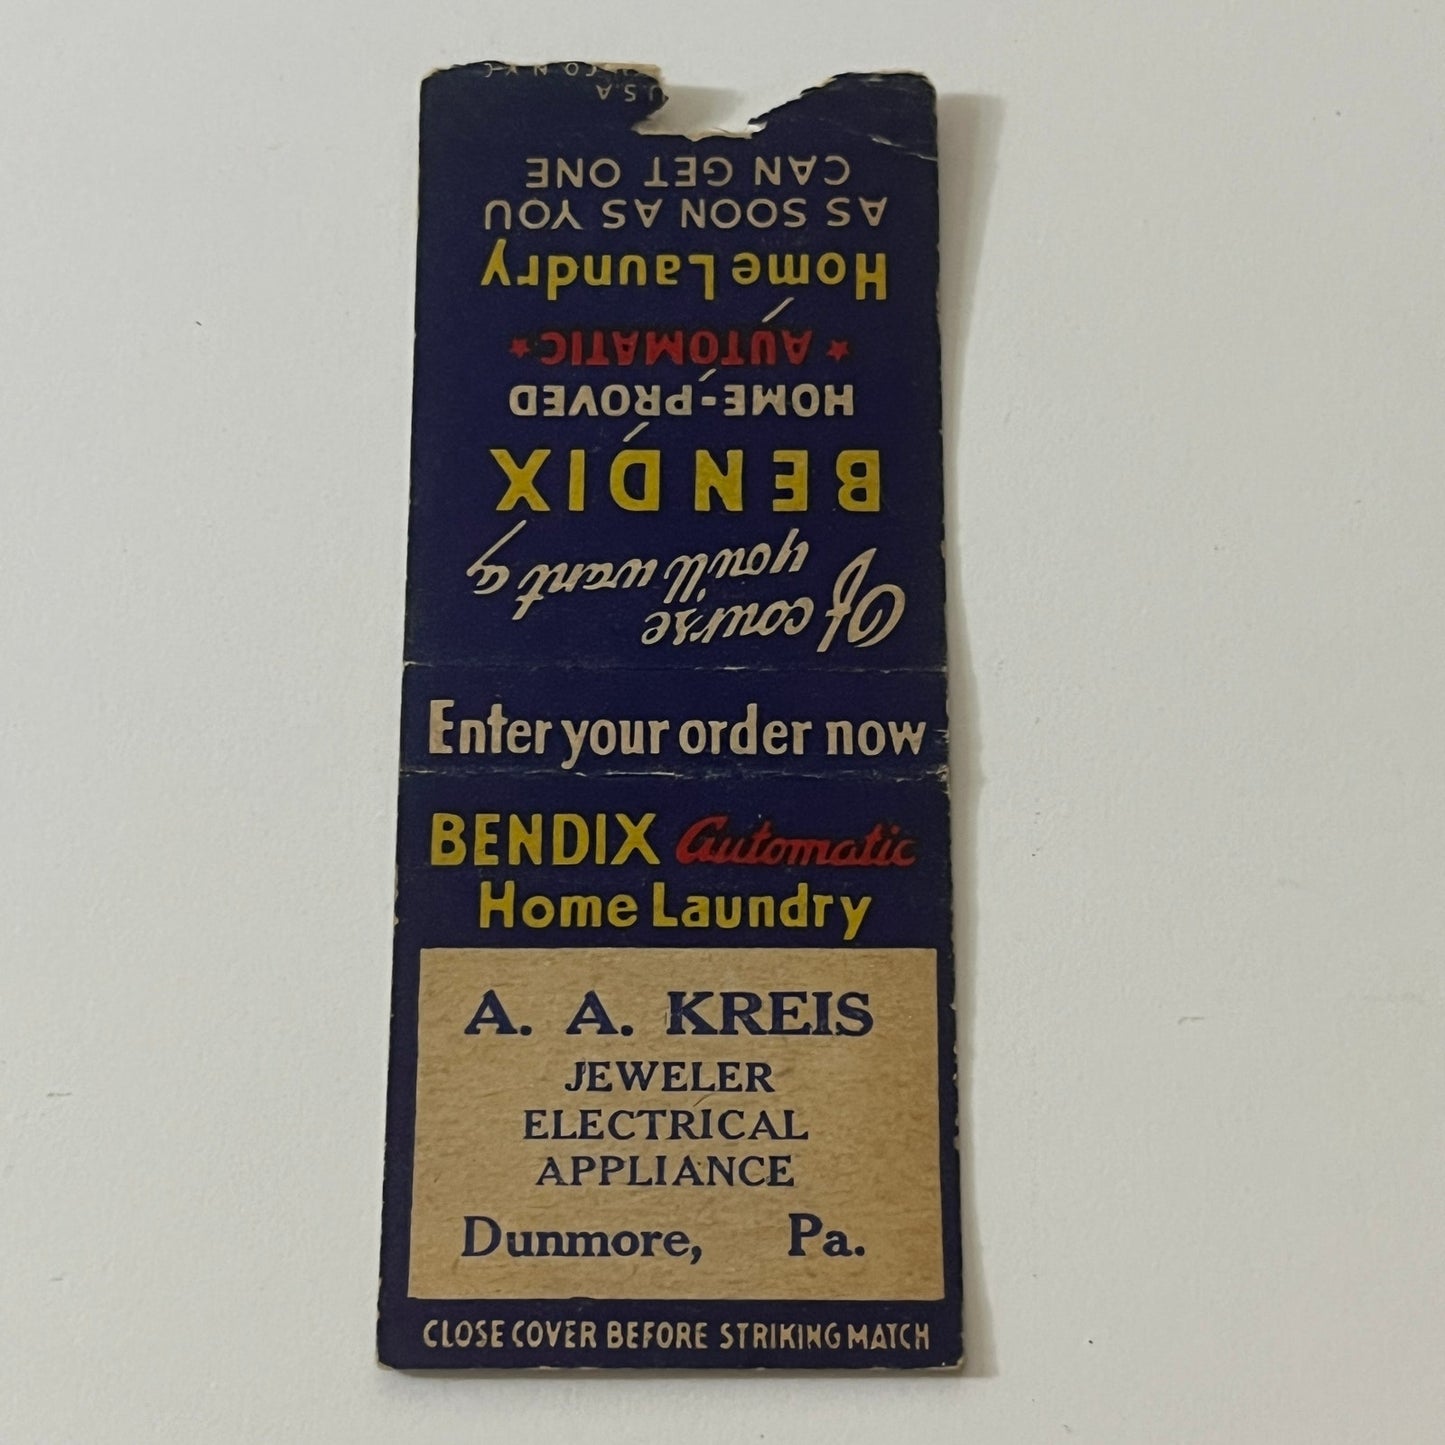 Of course
you'll want a
BENDIX
HOME-PROVED
★ AUTOMATIC ★
Home Laundry
AS SOON AS YOU
CAN GET ONE
U.S.A
CO N.Y.C
Enter your order now
BENDIX Automatic
Home Laundry
A. A. KREIS
JEWELER
ELECTRICAL
APPLIANCE
Dunmore, Pa.
CLOSE COVER BEFORE STRIKING MATCH